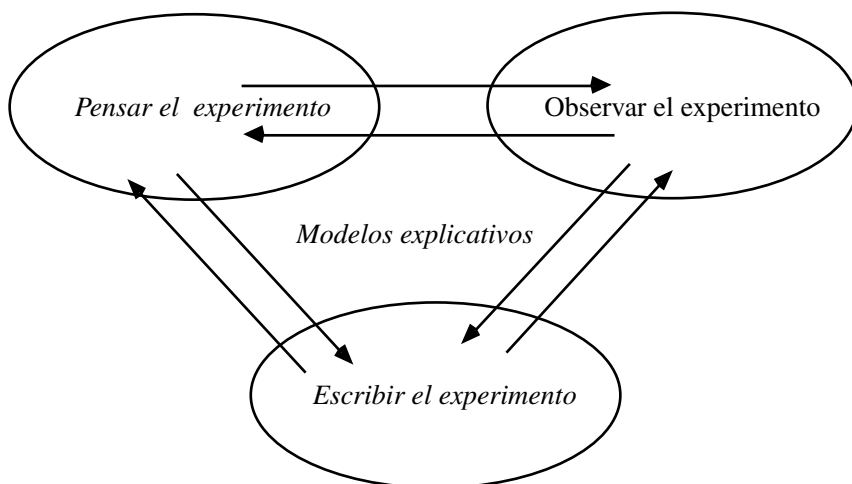 Pensar el experimento
Observar el experimento
Modelos explicativos
Escribir el experimento